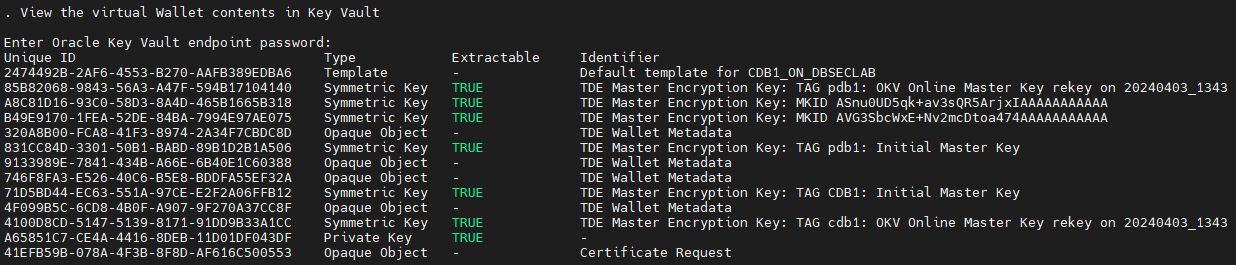 . View the virtual Wallet contents in Key Vault
Enter Oracle Key Vault endpoint password:
Unique ID Type Extractable Identifier
2474492B-2AF6-4553-B270-AAFB389EDBA6 Template - Default template for CDB1_ON_DBSECLAB
85B82068-9843-56A3-A47F-594B17104140 Symmetric Key TRUE TDE Master Encryption Key: TAG pdb1: OKV Online Master Key rekey on 20240403_1343
A8C81D16-93C0-58D3-8A4D-465B1665B318 Symmetric Key TRUE TDE Master Encryption Key: MKID ASnu0UD5qk+av3sQR5ArjxIAAAAAAAAAAAAA
B49E9170-1FEA-52DE-84BA-7994E97AE075 Symmetric Key TRUE TDE Master Encryption Key: MKID AVG3SbcWxE+Nv2mcDtoa474AAAAAAAAAAAAA
320A8B00-FCA8-41F3-8974-2A34F7CBDC8D Opaque Object - TDE Wallet Metadata
831CC84D-3301-50B1-BABD-89B1D2B1A506 Symmetric Key TRUE TDE Master Encryption Key: TAG pdb1: Initial Master Key
9133989E-7841-434B-A66E-6B40E1C60388 Opaque Object - TDE Wallet Metadata
746F8FA3-E526-40C6-B5E8-BDDFA55EF32A Opaque Object - TDE Wallet Metadata
71D5BD44-EC63-551A-97CE-E2F2A06FFB12 Symmetric Key TRUE TDE Master Encryption Key: TAG CDB1: Initial Master Key
4F099B5C-6CD8-4B0F-A907-9F270A37CC8F Opaque Object - TDE Wallet Metadata
4100D8CD-5147-5139-8171-91DD9B33A1CC Symmetric Key TRUE TDE Master Encryption Key: TAG cdb1: OKV Online Master Key rekey on 20240403_1343
A65851C7-CE4A-4416-8DEB-11D01DF043DF Private Key TRUE -
41EFB59B-078A-4F3B-8F8D-AF616C500553 Opaque Object - Certificate Request